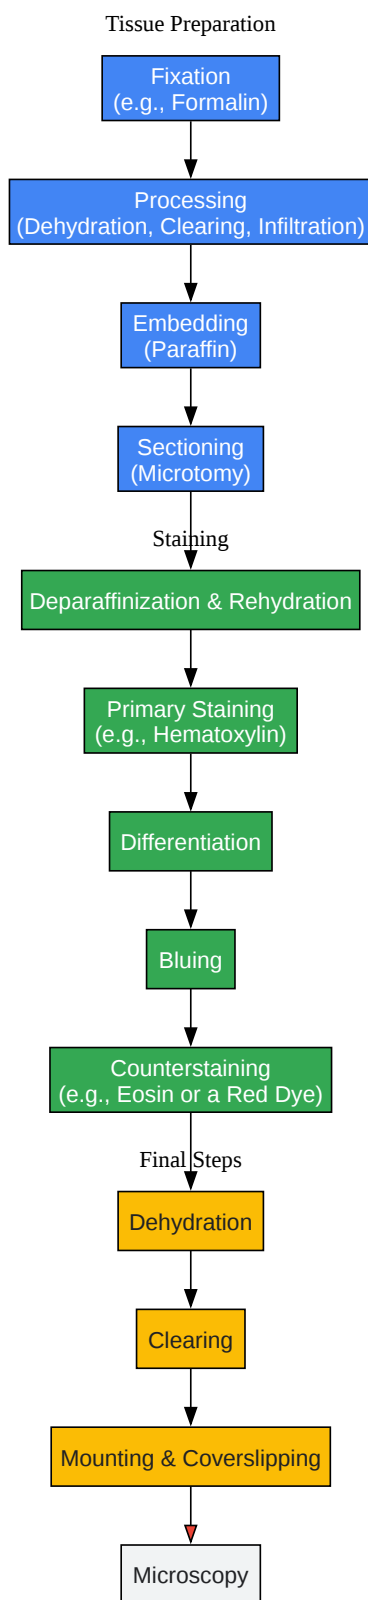 Tissue Preparation
Fixation
(e.g., Formalin)
Processing
(Dehydration, Clearing, Infiltration)
Embedding
(Paraffin)
Sectioning
(Microtomy)
Staining
Deparaffinization & Rehydration
Primary Staining
(e.g., Hematoxylin)
Differentiation
Bluing
Counterstaining
(e.g., Eosin or a Red Dye)
Final Steps
Dehydration
Clearing
Mounting & Coverslipping
Microscopy